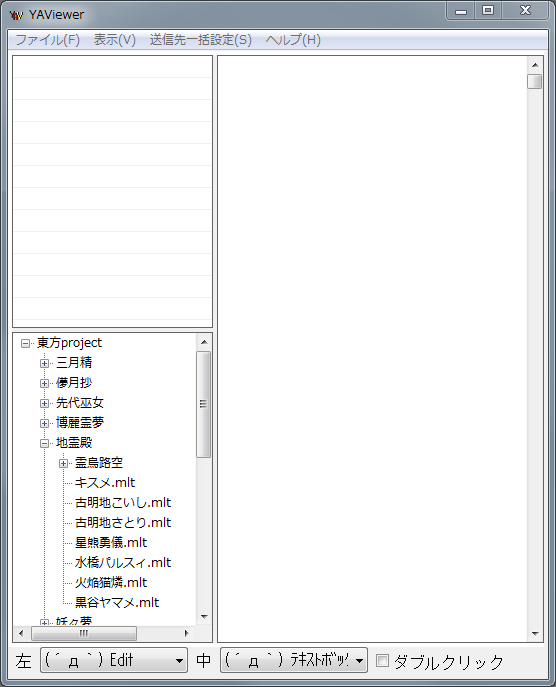 YAViewer
ファイル(F) 表示(V) 送信先一括設定(S) ヘルプ(H)
東方project
三月精
儚月抄
先代巫女
博麗霊夢
地霊殿
霊烏路空
キスメ.mlt
古明地こいし.mlt
古明地さとり.mlt
星熊勇儀.mlt
水橋パルスィ.mlt
火焔猫燐.mlt
黒谷ヤマメ.mlt
妖々夢
左 (´д｀) Edit 中 (´д｀) ﾃｷｽﾄﾎﾞｯｸ ダブルクリック